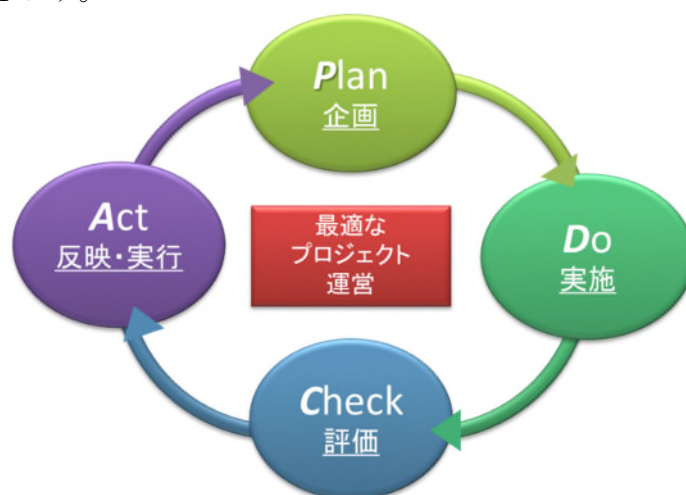 Plan
企画
Do
実施
Check
評価
Act
反映・実行
最適な
プロジェクト
運営